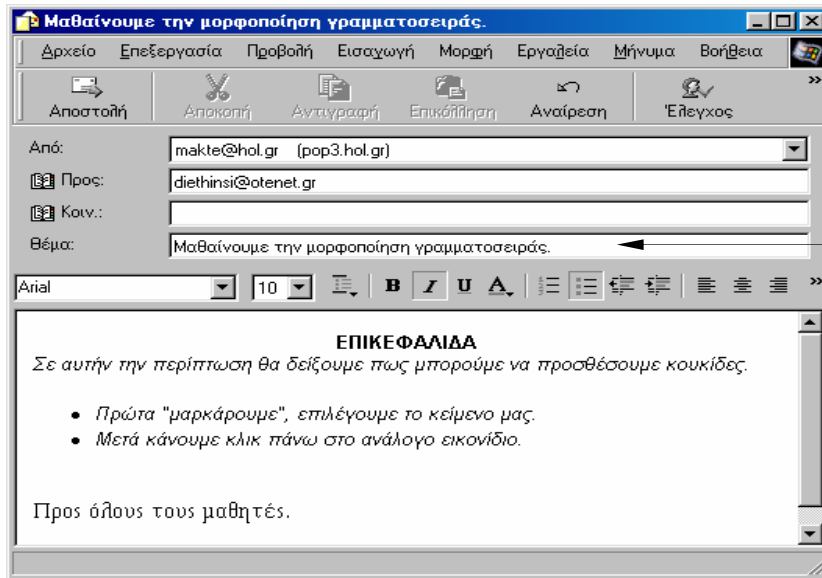 Μαθαίνουμε την μορφοποίηση γραμματοσειράς.
Αρχείο Επεξεργασία Προβολή Εισαγωγή Μορφή Εργαλεία Μήνυμα Βοήθεια
Αποστολή Αποκοπή Αντιγραφή Επικόλληση Αναίρεση Έλεγχος »
Από: makte@hol.gr (pop3.hol.gr)
Προς: diethinsi@otenet.gr
Κοιν.:
Θέμα: Μαθαίνουμε την μορφοποίηση γραμματοσειράς.
Arial 10 B I U A »
ΕΠΙΚΕΦΑΛΙΔΑ
Σε αυτήν την περίπτωση θα δείξουμε πως μπορούμε να προσθέσουμε κουκίδες.
• Πρώτα "μαρκάρουμε", επιλέγουμε το κείμενο μας.
• Μετά κάνουμε κλικ πάνω στο ανάλογο εικονίδιο.
Προς όλους τους μαθητές.